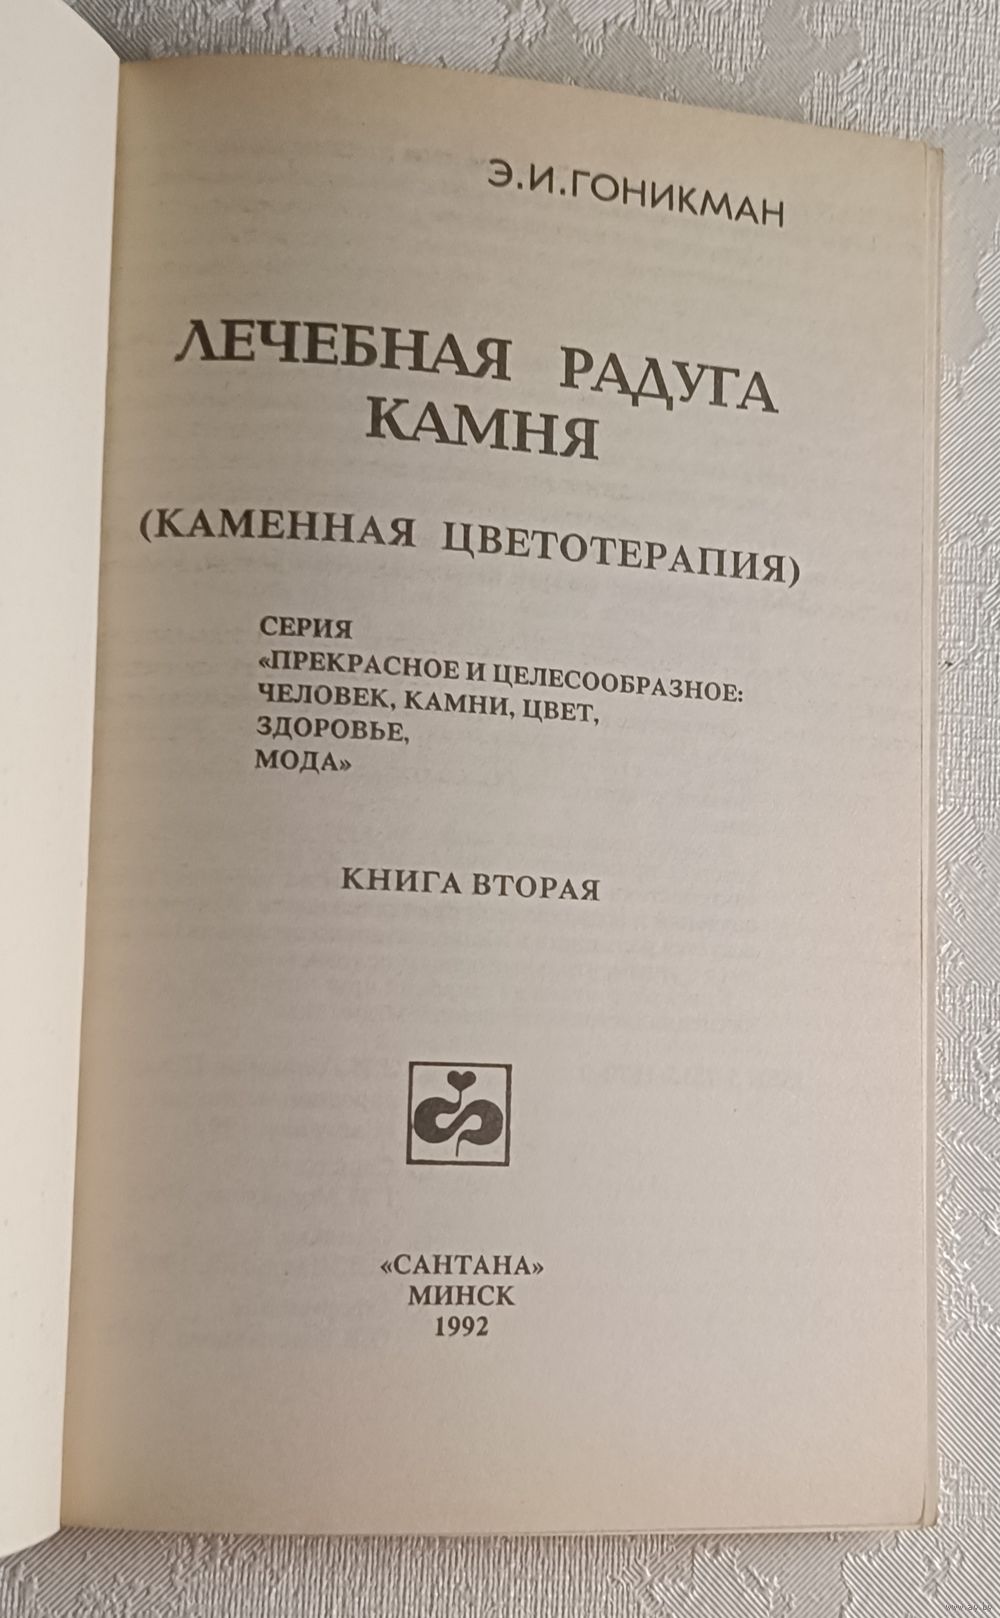 Э.И.ГОНИКМАН
ЛЕЧЕБНАЯ РАДУГА
КАМНЯ
(КАМЕННАЯ ЦВЕТОТЕРАПИЯ)
СЕРИЯ
«ПРЕКРАСНОЕ И ЦЕЛЕСООБРАЗНОЕ:
ЧЕЛОВЕК, КАМНИ, ЦВЕТ,
ЗДОРОВЬЕ,
МОДА»
КНИГА ВТОРАЯ
«САНТАНА»
МИНСК
1992